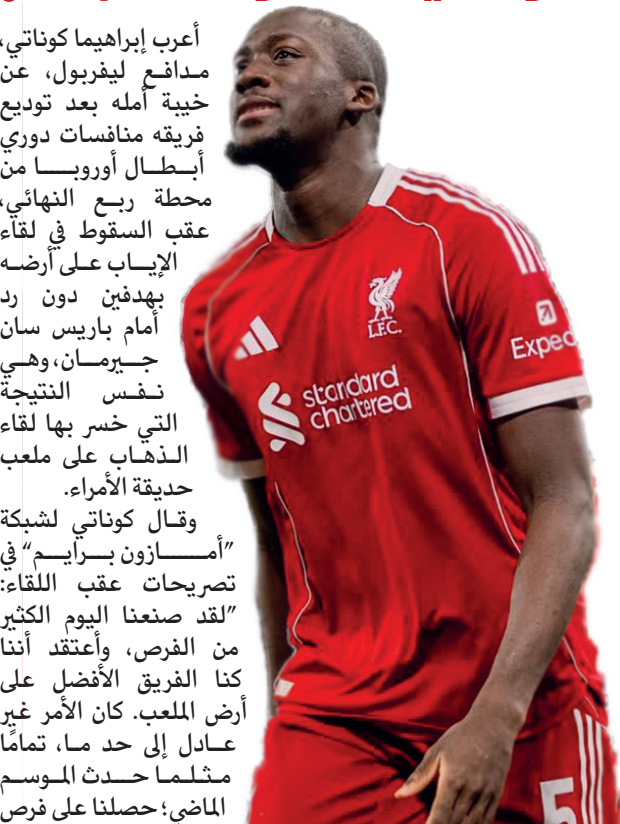 أعرب إبراهيما كوناتي،
مدافع ليفربول، عن
خيبة أمله بعد توديع
فريقه منافسات دوري
أبطال أوروبا من
محطة ربع النهائي،
عقب السقوط في لقاء
الإياب على أرضه
بهدفين دون رد
أمام باريس سان
جيرمان، وهي
نفس النتيجة
التي خسر بها لقاء
الذهاب على ملعب
حديقة الأمراء.
وقال كوناتي لشبكة
"أمازون برايم" في
تصريحات عقب اللقاء:
"لقد صنعنا اليوم الكثير
من الفرص، وأعتقد أننا
كنا الفريق الأفضل على
أرض الملعب. كان الأمر غير
عادل إلى حد ما، تمامًا
مثلما حدث الموسم
الماضي؛ حصلنا على فرص
L.F.C.
Exped
standard
chartered
5